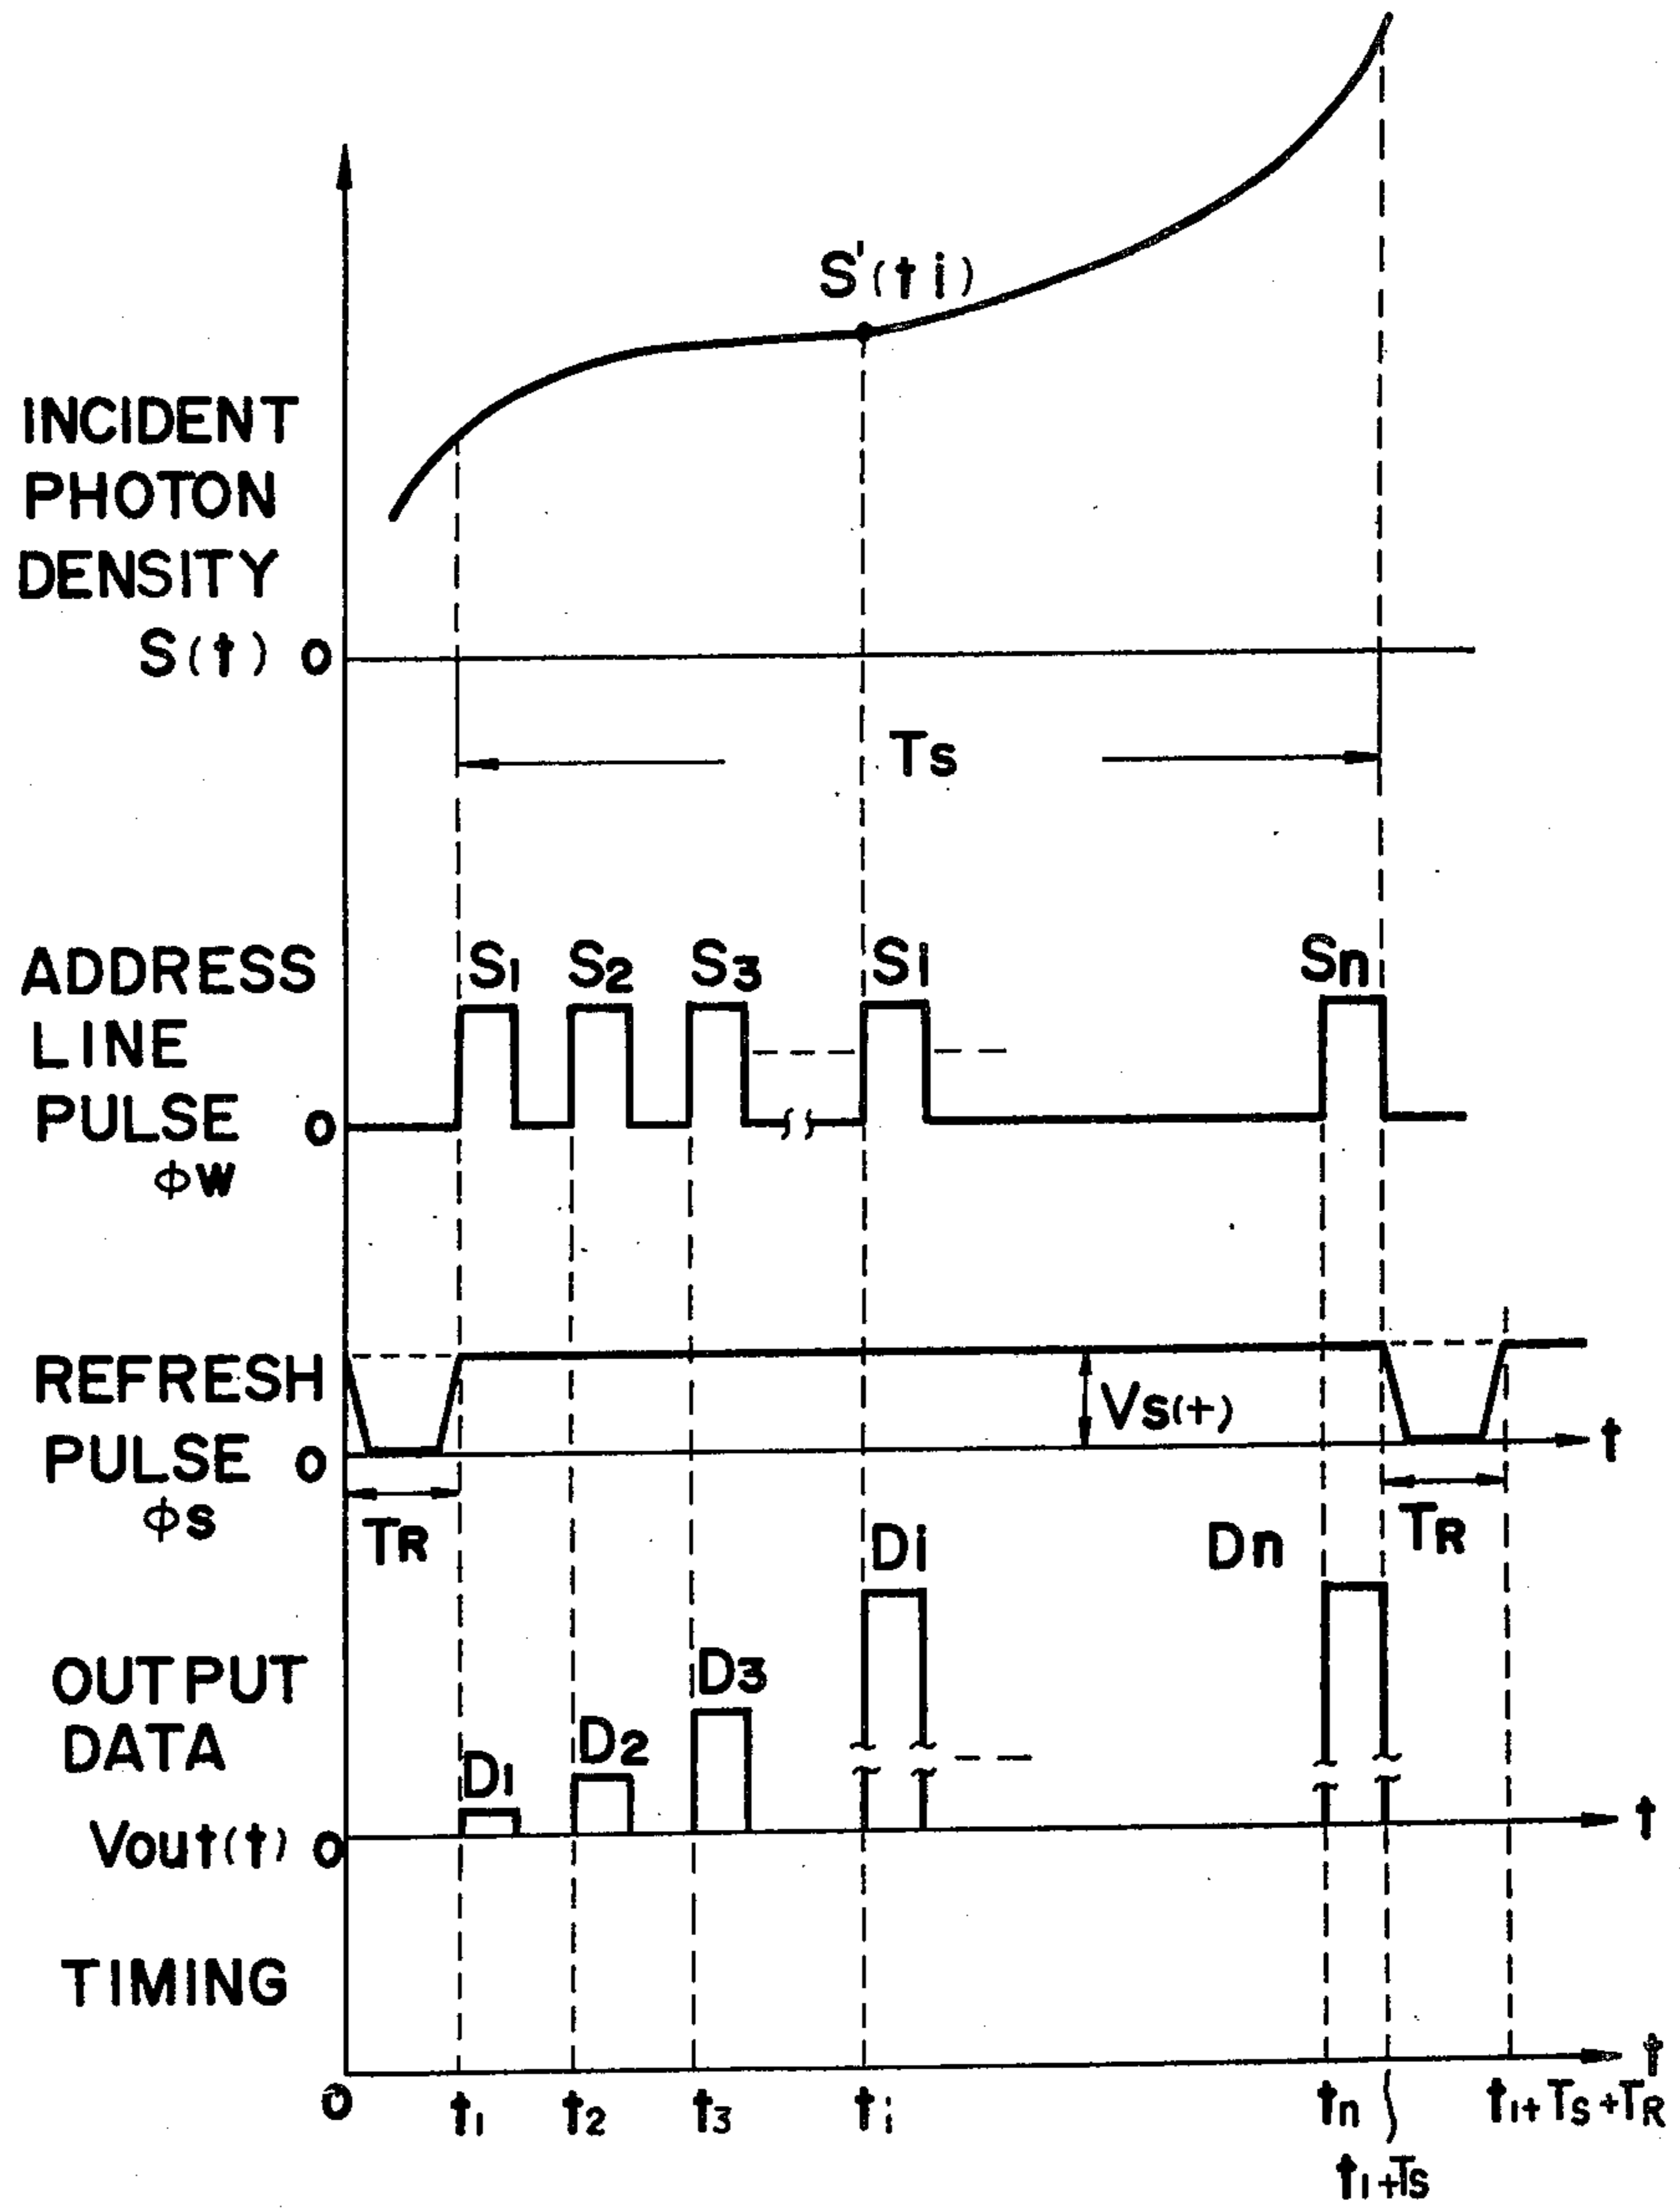 S'(ti)
INCIDENT
PHOTON
DENSITY
S(t) 0
Ts
S1 S2 S3 Si Sn
ADDRESS
LINE
PULSE 0
ϕW
REFRESH
PULSE 0
ϕS
Vs(+)
t
TR TR
Di Dn
D3
D2
D1
OUTPUT
DATA
Vout(t) 0
t
TIMING
t
0 t1 t2 t3 ti tn t1+TS+TR
t1+Ts